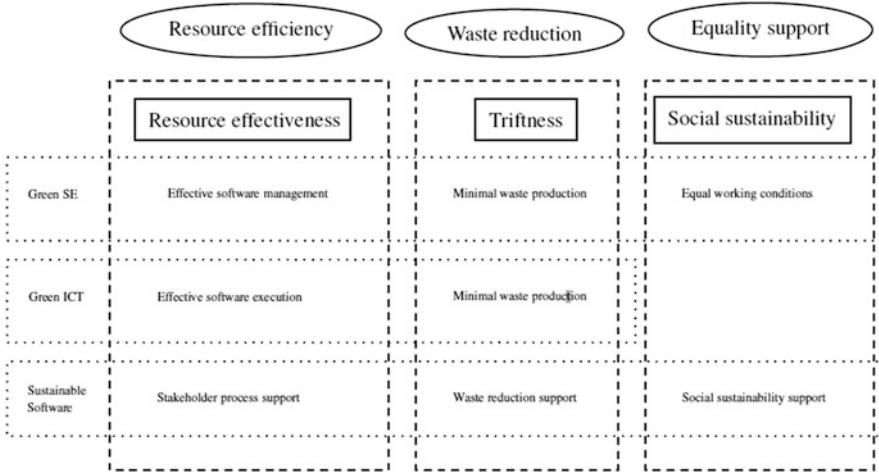 Resource efficiency
Waste reduction
Equality support
Resource effectiveness
Triftness
Social sustainability
Green SE
Effective software management
Minimal waste production
Equal working conditions
Green ICT
Effective software execution
Minimal waste production
Sustainable
Software
Stakeholder process support
Waste reduction support
Social sustainability support